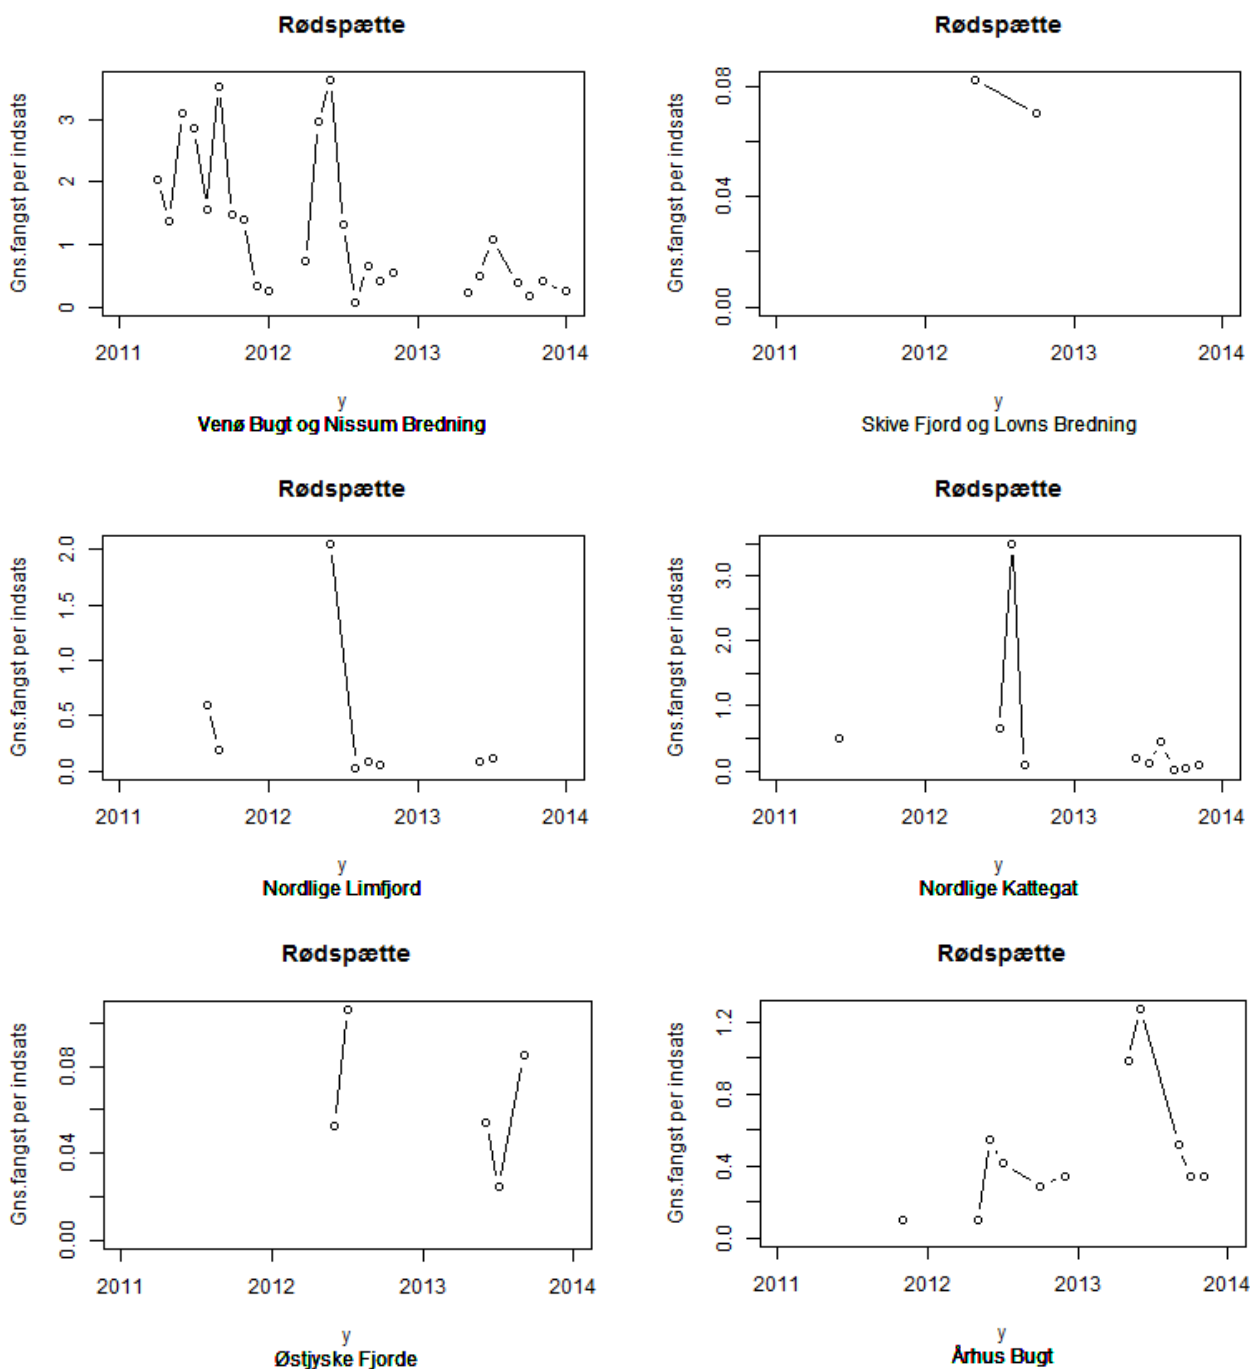 Rødspætte
Gns.fangst per indsats
0
1
2
3
2011 2012 2013 2014
y
Venø Bugt og Nissum Bredning
Rødspætte
Gns.fangst per indsats
0.00
0.04
0.08
2011 2012 2013 2014
y
Skive Fjord og Lovns Bredning
Rødspætte
Gns.fangst per indsats
0.0
0.5
1.0
1.5
2.0
2011 2012 2013 2014
y
Nordlige Limfjord
Rødspætte
Gns.fangst per indsats
0.0
1.0
2.0
3.0
2011 2012 2013 2014
y
Nordlige Kattegat
Rødspætte
Gns.fangst per indsats
0.00
0.04
0.08
2011 2012 2013 2014
y
Østjyske Fjorde
Rødspætte
Gns.fangst per indsats
0.0
0.4
0.8
1.2
2011 2012 2013 2014
y
Århus Bugt